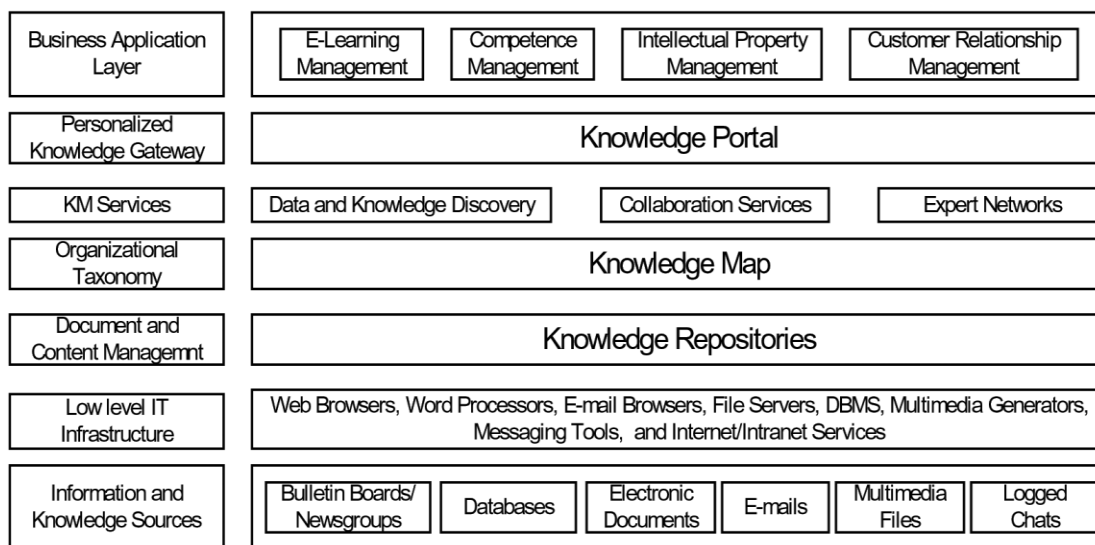 Business Application
Layer
E-Learning
Management
Competence
Management
Intellectual Property
Management
Customer Relationship
Management
Personalized
Knowledge Gateway
Knowledge Portal
KM Services
Data and Knowledge Discovery
Collaboration Services
Expert Networks
Organizational
Taxonomy
Knowledge Map
Document and
Content Managemnt
Knowledge Repositories
Low level IT
Infrastructure
Web Browsers, Word Processors, E-mail Browsers, File Servers, DBMS, Multimedia Generators,
Messaging Tools, and Internet/Intranet Services
Information and
Knowledge Sources
Bulletin Boards/
Newsgroups
Databases
Electronic
Documents
E-mails
Multimedia
Files
Logged
Chats